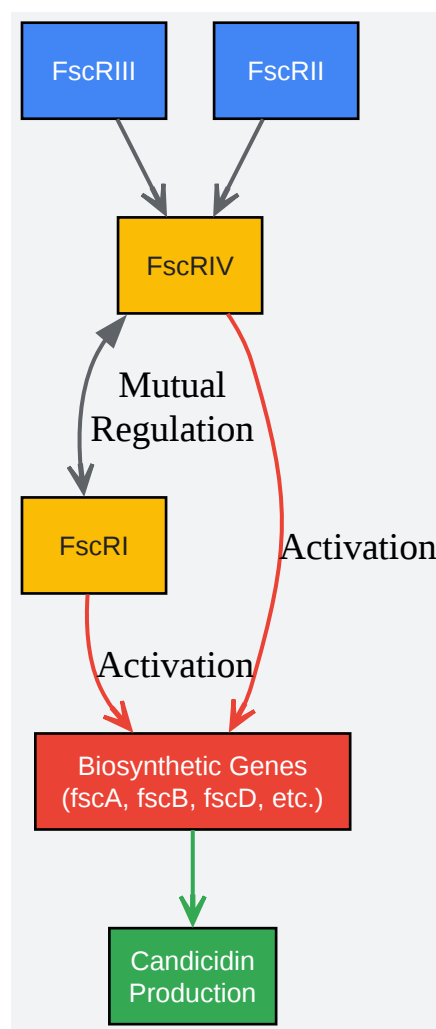 FscRIII
FscRII
FscRIV
Mutual
Regulation
FscRI
Activation
Activation
Biosynthetic Genes
(fscA, fscB, fscD, etc.)
Candicidin
Production